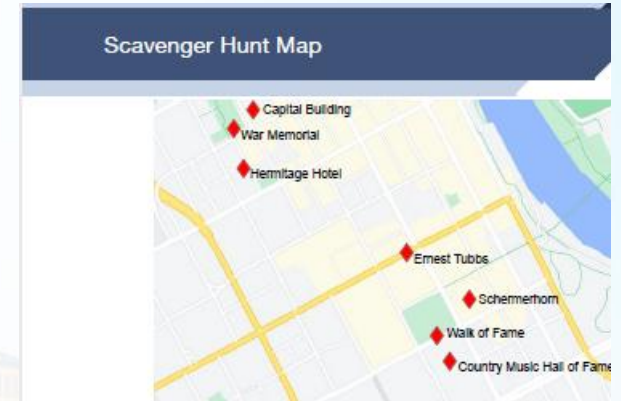 Scavenger Hunt Map
Capital Building
War Memorial
Hermitage Hotel
Ernest Tubbs
Schermerhorn
Walk of Fame
Country Music Hall of Fame